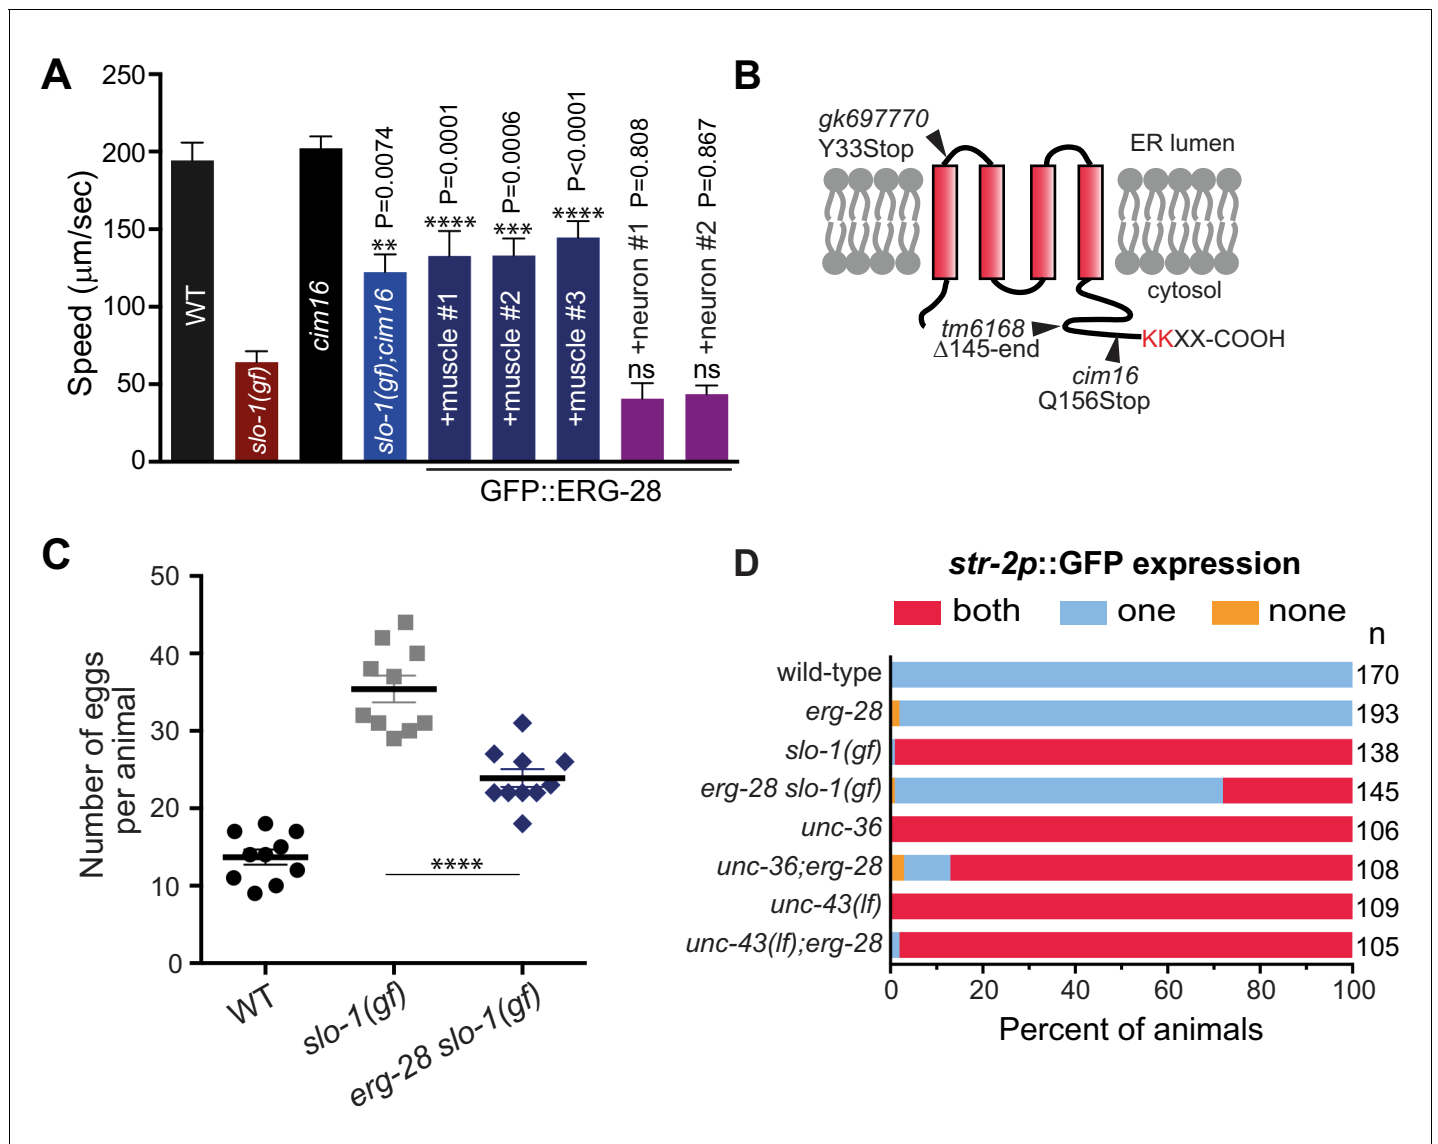 A
Speed (μm/sec)
250
200
150
100
50
0
WT
slo-1(gf)
cim16
slo-1(gf);cim16
** P=0.0074
+muscle #1
**** P=0.0001
+muscle #2
*** P=0.0006
+muscle #3
**** P<0.0001
ns +neuron #1 P=0.808
ns +neuron #2 P=0.867
GFP::ERG-28
B
gk697770
Y33Stop
ER lumen
cytosol
tm6168
Δ145-end
KKXX-COOH
cim16
Q156Stop
C
Number of eggs
per animal
50
40
30
20
10
0
****
WT
slo-1(gf)
erg-28 slo-1(gf)
D
str-2p::GFP expression
both one none
n
wild-type 170
erg-28 193
slo-1(gf) 138
erg-28 slo-1(gf) 145
unc-36 106
unc-36;erg-28 108
unc-43(lf) 109
unc-43(lf);erg-28 105
0 20 40 60 80 100
Percent of animals